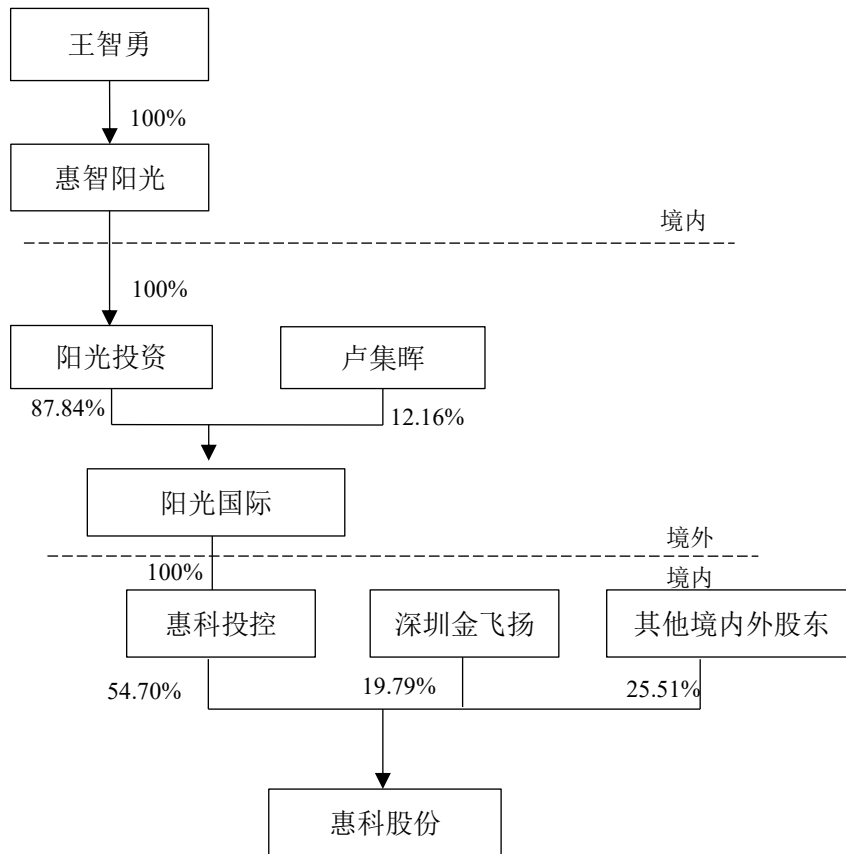 王智勇
100%
惠智阳光
境内
100%
阳光投资
卢集晖
87.84%
12.16%
阳光国际
境外
100%
境内
惠科投控
深圳金飞扬
其他境内外股东
54.70%
19.79%
25.51%
惠科股份